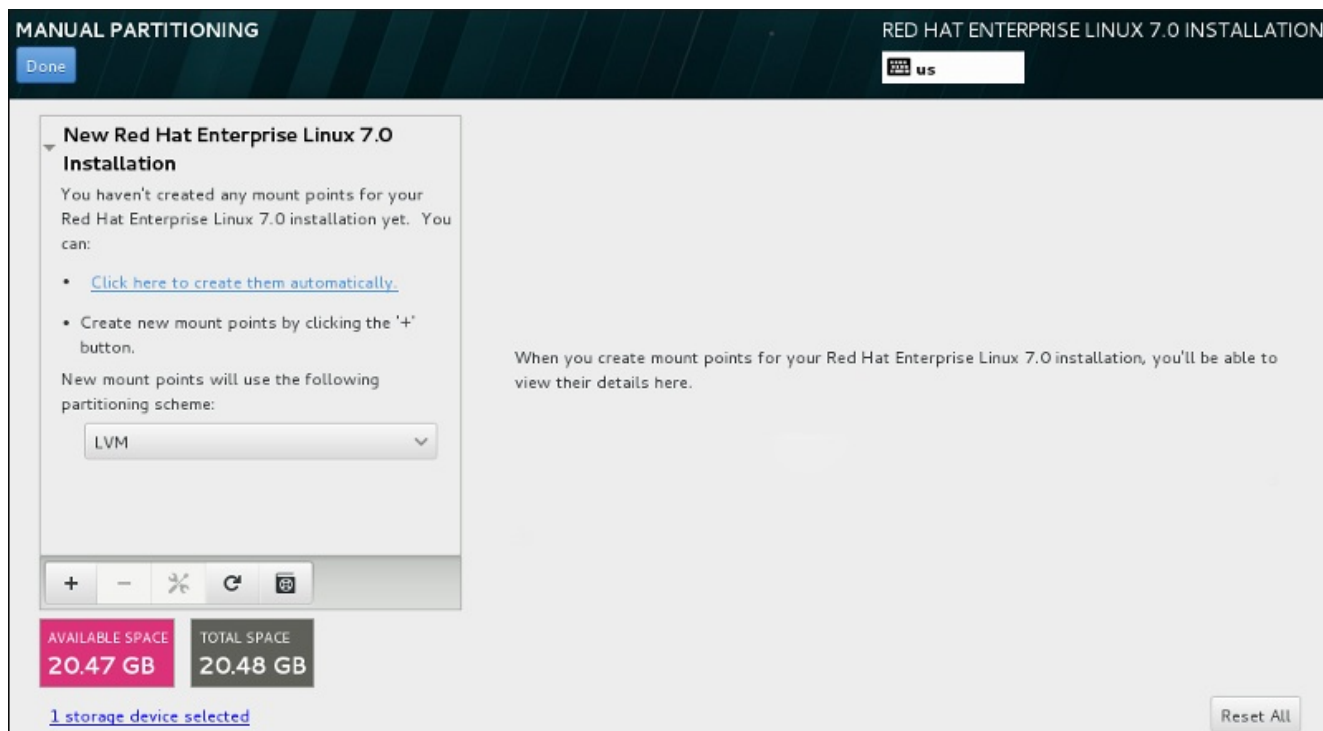 MANUAL PARTITIONING
RED HAT ENTERPRISE LINUX 7.0 INSTALLATION
Done
us
New Red Hat Enterprise Linux 7.0
Installation
You haven't created any mount points for your
Red Hat Enterprise Linux 7.0 installation yet. You
can:
• Click here to create them automatically.
• Create new mount points by clicking the '+'
button.
New mount points will use the following
partitioning scheme:
LVM
When you create mount points for your Red Hat Enterprise Linux 7.0 installation, you'll be able to
view their details here.
AVAILABLE SPACE
20.47 GB
TOTAL SPACE
20.48 GB
1 storage device selected
Reset All